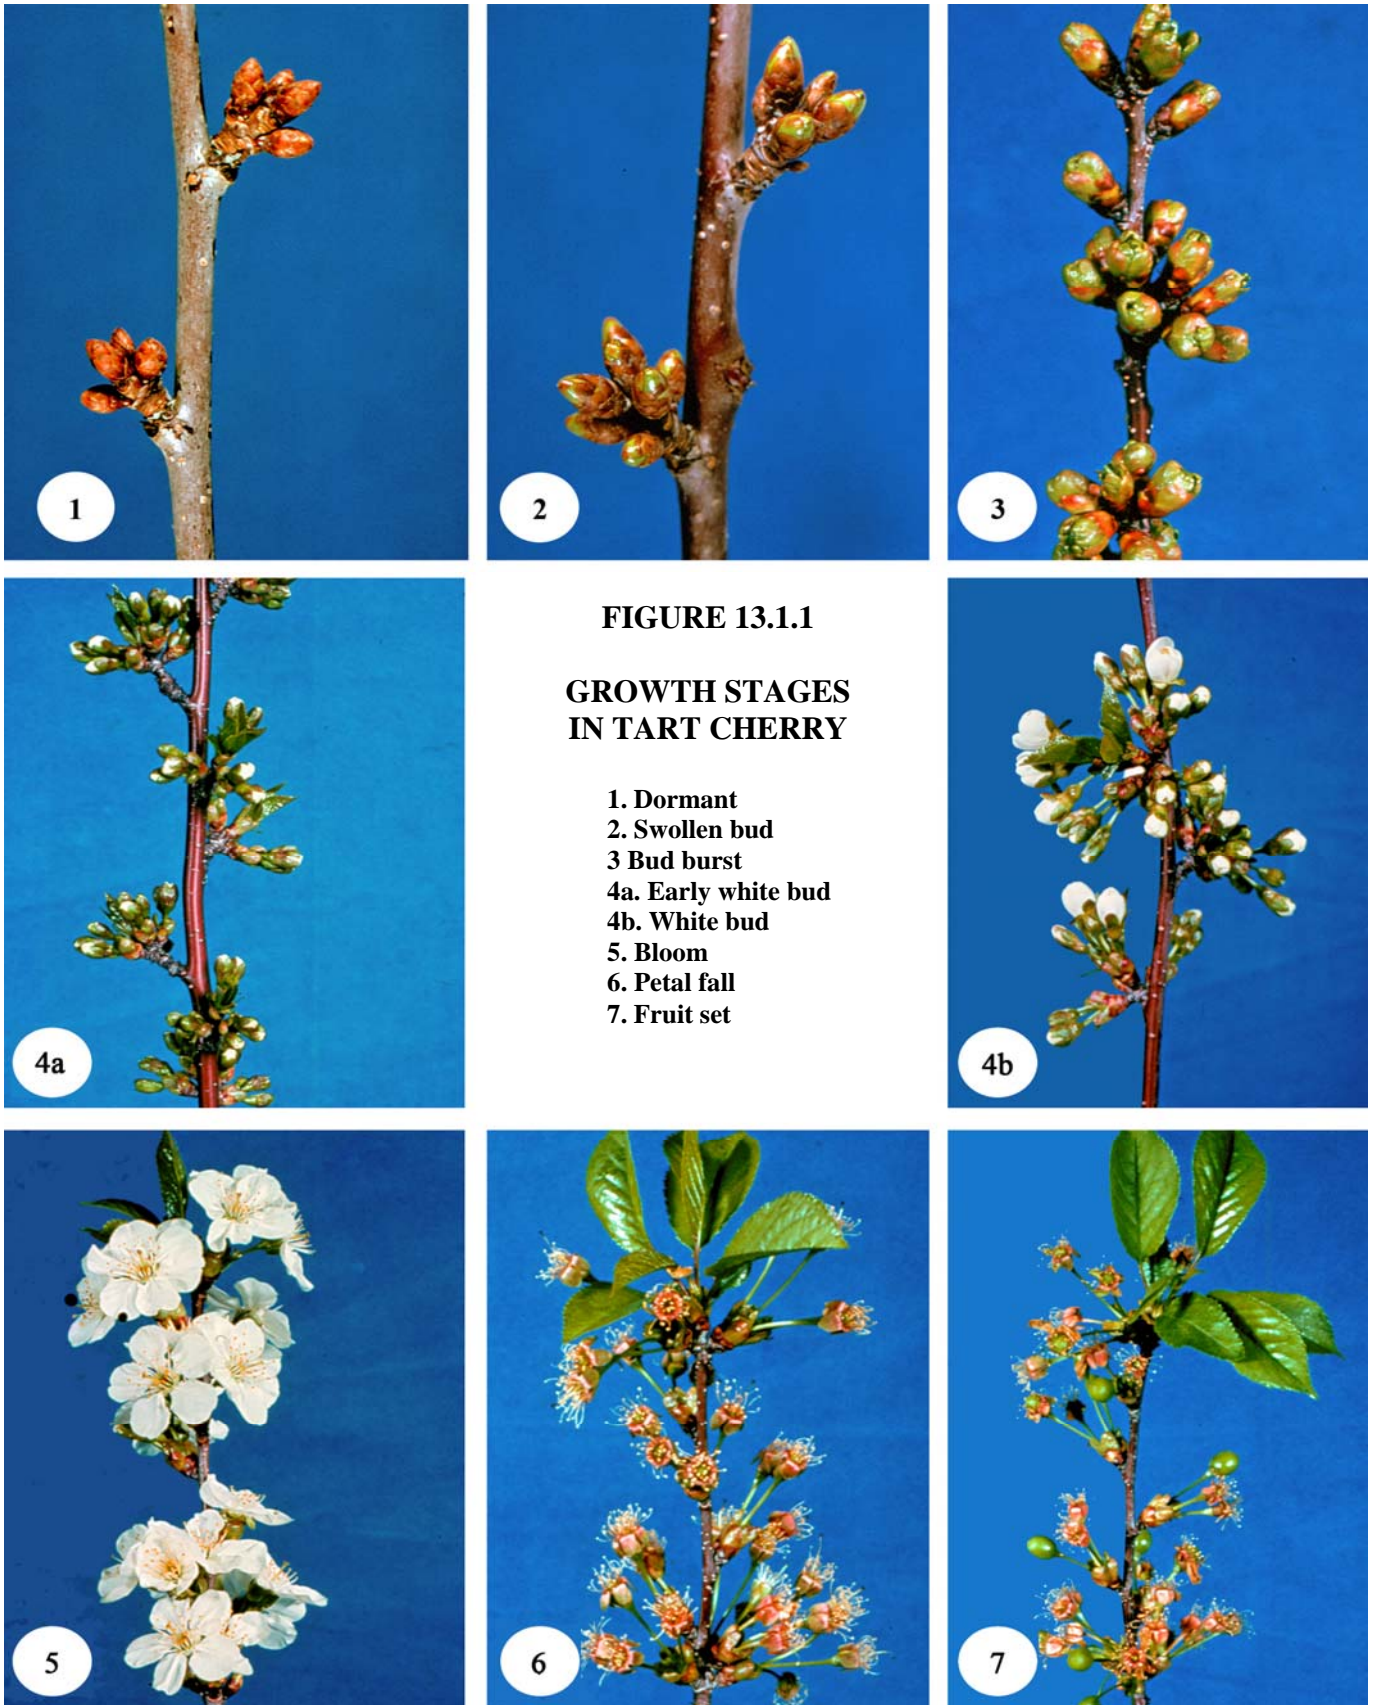 1
2
3
FIGURE 13.1.1
GROWTH STAGES
IN TART CHERRY
1. Dormant
2. Swollen bud
3 Bud burst
4a. Early white bud
4b. White bud
5. Bloom
6. Petal fall
7. Fruit set
4a
4b
5
6
7